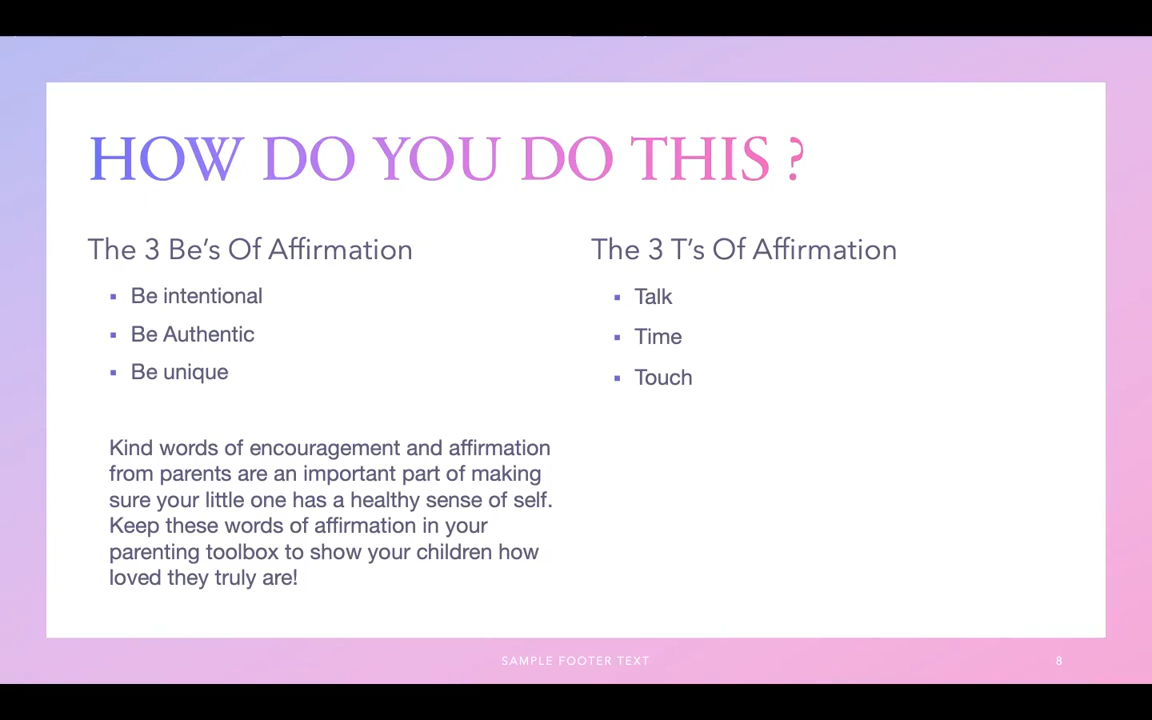 HOW DO YOU DO THIS ?
The 3 Be’s Of Affirmation
Be intentional
Be Authentic
Be unique
Kind words of encouragement and affirmation
from parents are an important part of making
sure your little one has a healthy sense of self.
Keep these words of affirmation in your
parenting toolbox to show your children how
loved they truly are!
The 3 T’s Of Affirmation
Talk
Time
Touch
SAMPLE FOOTER TEXT
8